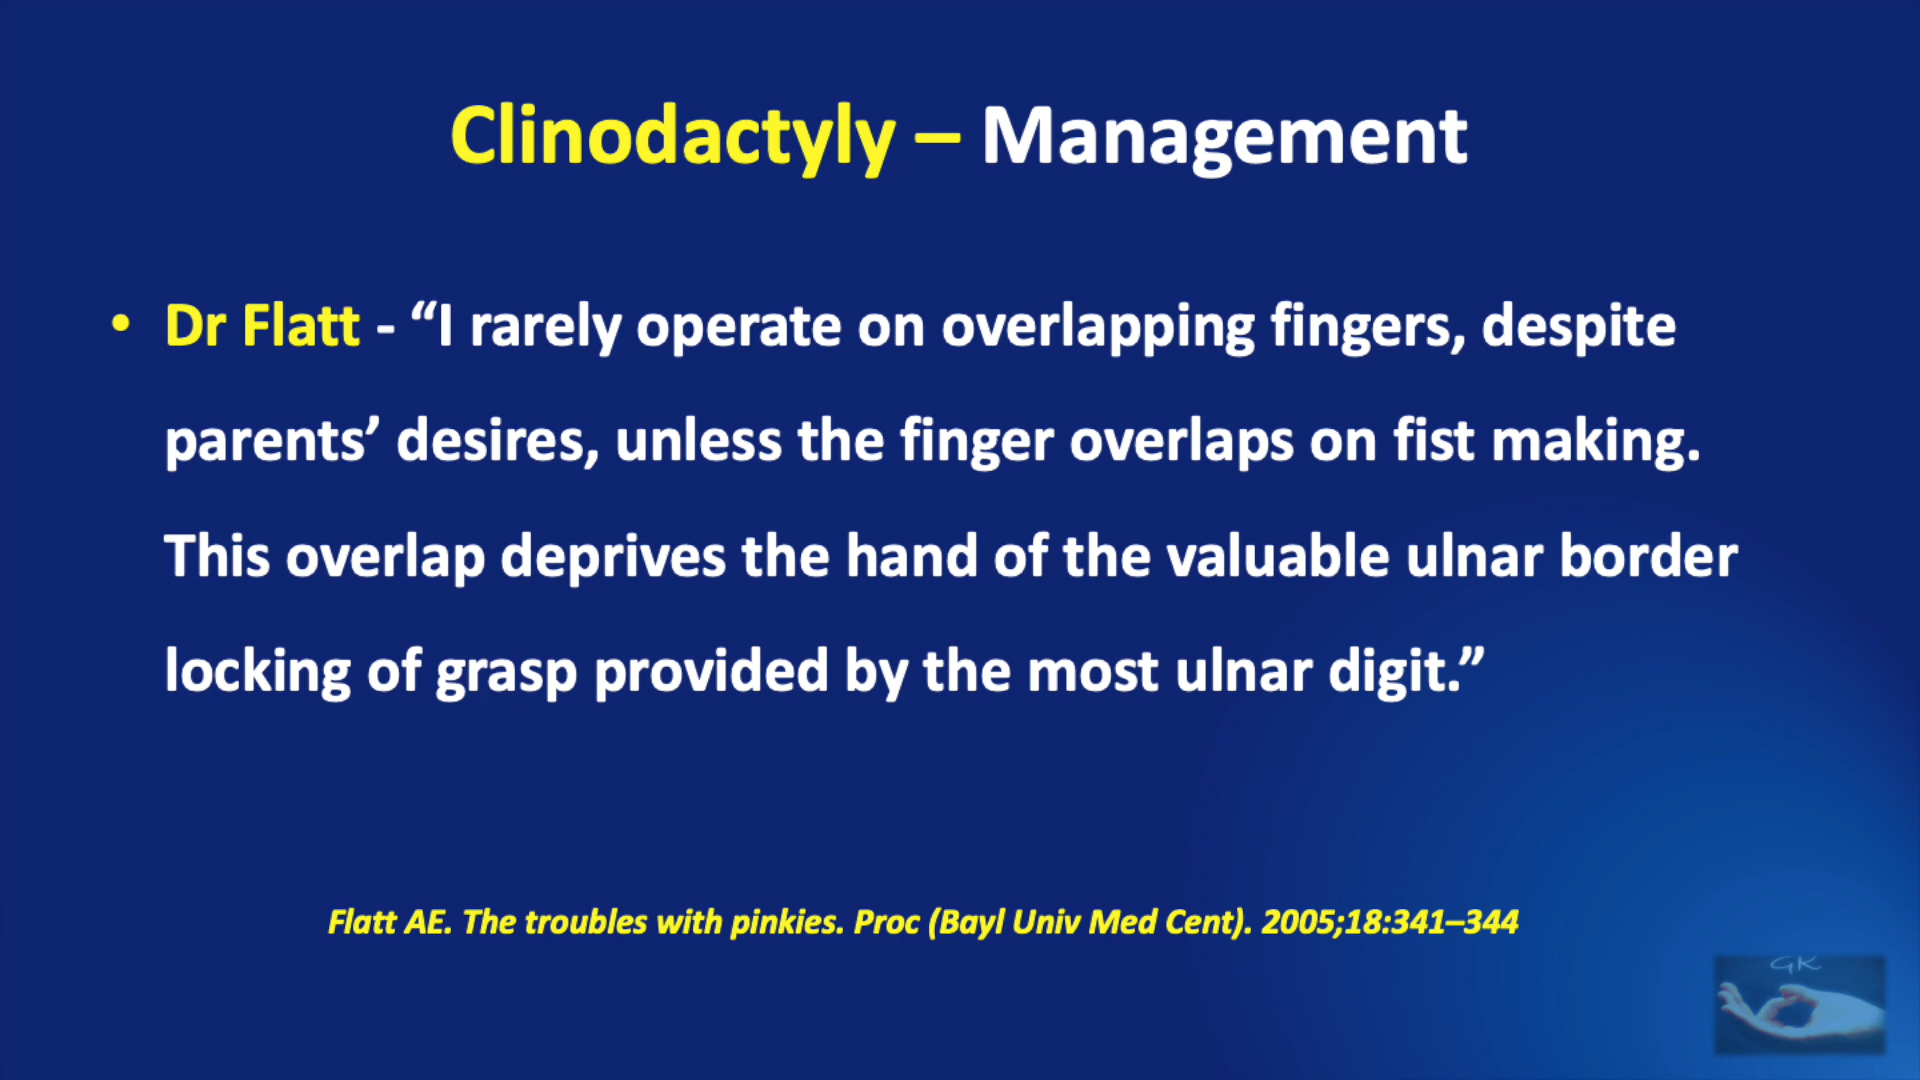 Clinodactyly – Management
• Dr Flatt - “I rarely operate on overlapping fingers, despite
parents’ desires, unless the finger overlaps on fist making.
This overlap deprives the hand of the valuable ulnar border
locking of grasp provided by the most ulnar digit.”
Flatt AE. The troubles with pinkies. Proc (Bayl Univ Med Cent). 2005;18:341–344
GK